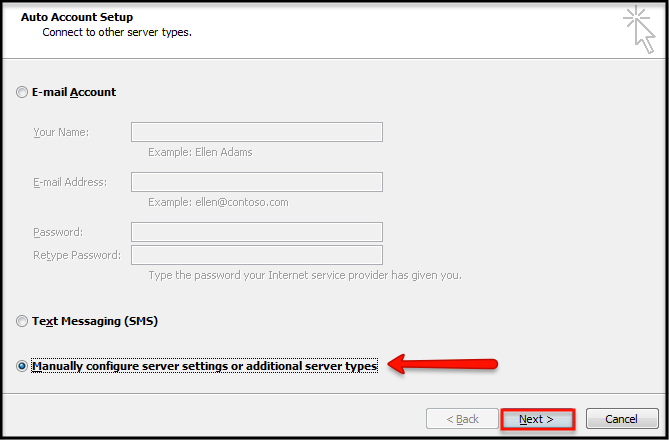 Auto Account Setup
Connect to other server types.
E-mail Account
Your Name:
Example: Ellen Adams
E-mail Address:
Example: ellen@contoso.com
Password:
Retype Password:
Type the password your Internet service provider has given you.
Text Messaging (SMS)
Manually configure server settings or additional server types
< Back Next > Cancel